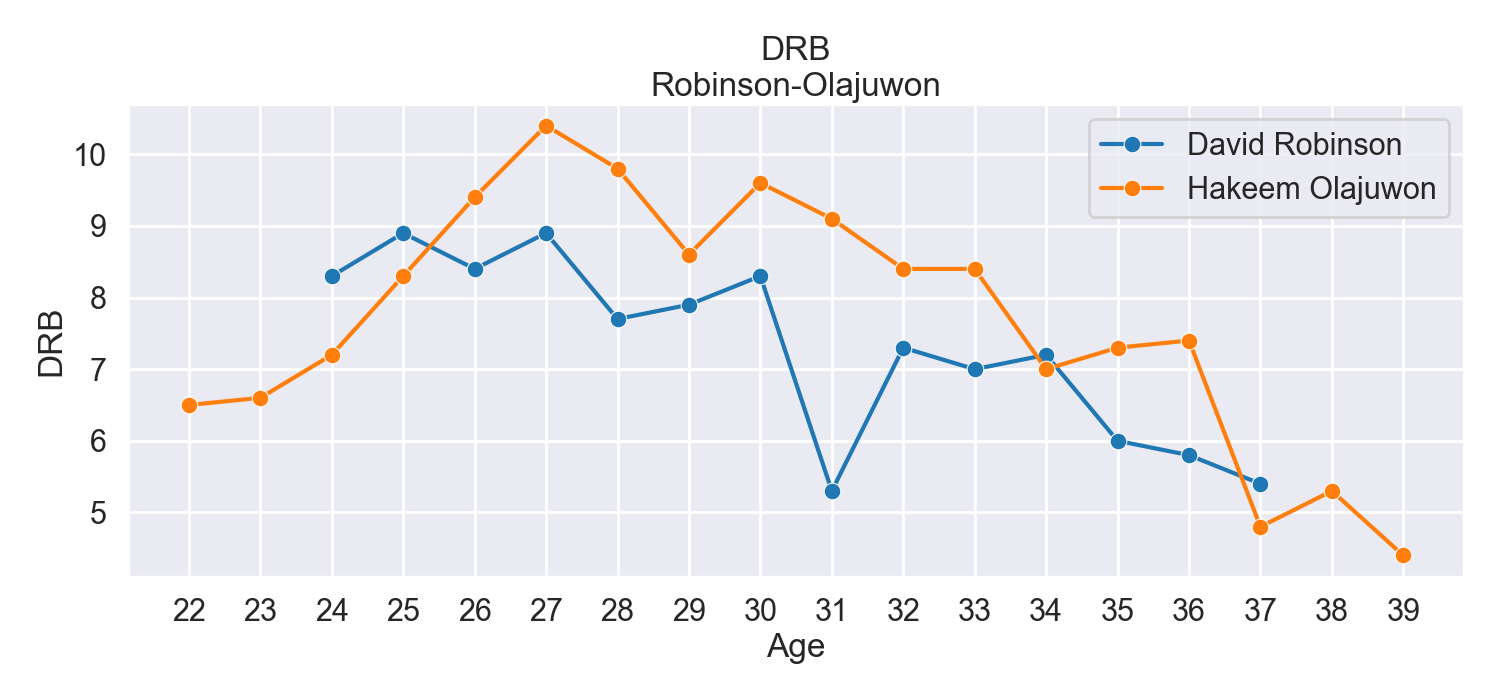 DRB
Robinson-Olajuwon
David Robinson
Hakeem Olajuwon
10
9
8
7
6
5
DRB
22 23 24 25 26 27 28 29 30 31 32 33 34 35 36 37 38 39
Age